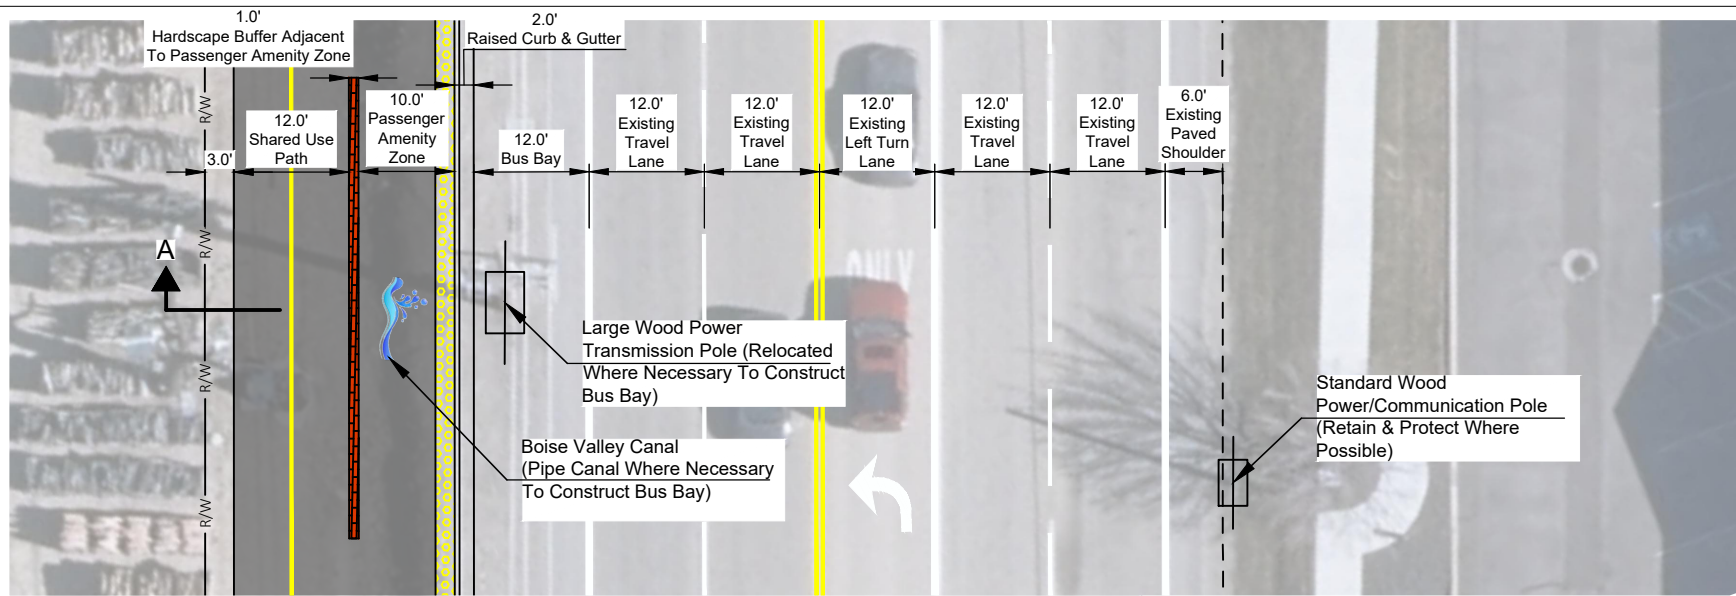 1.0'
Hardscape Buffer Adjacent
To Passenger Amenity Zone
2.0'
Raised Curb & Gutter
R/W
3.0'
12.0'
Shared Use
Path
10.0'
Passenger
Amenity
Zone
12.0'
Bus Bay
12.0'
Existing
Travel
Lane
12.0'
Existing
Travel
Lane
12.0'
Existing
Left Turn
Lane
12.0'
Existing
Travel
Lane
12.0'
Existing
Travel
Lane
6.0'
Existing
Paved
Shoulder
A
R/W
ONLY
Large Wood Power
Transmission Pole (Relocated
Where Necessary To Construct
Bus Bay)
R/W
Standard Wood
Power/Communication Pole
(Retain & Protect Where
Possible)
Boise Valley Canal
(Pipe Canal Where Necessary
To Construct Bus Bay)
R/W